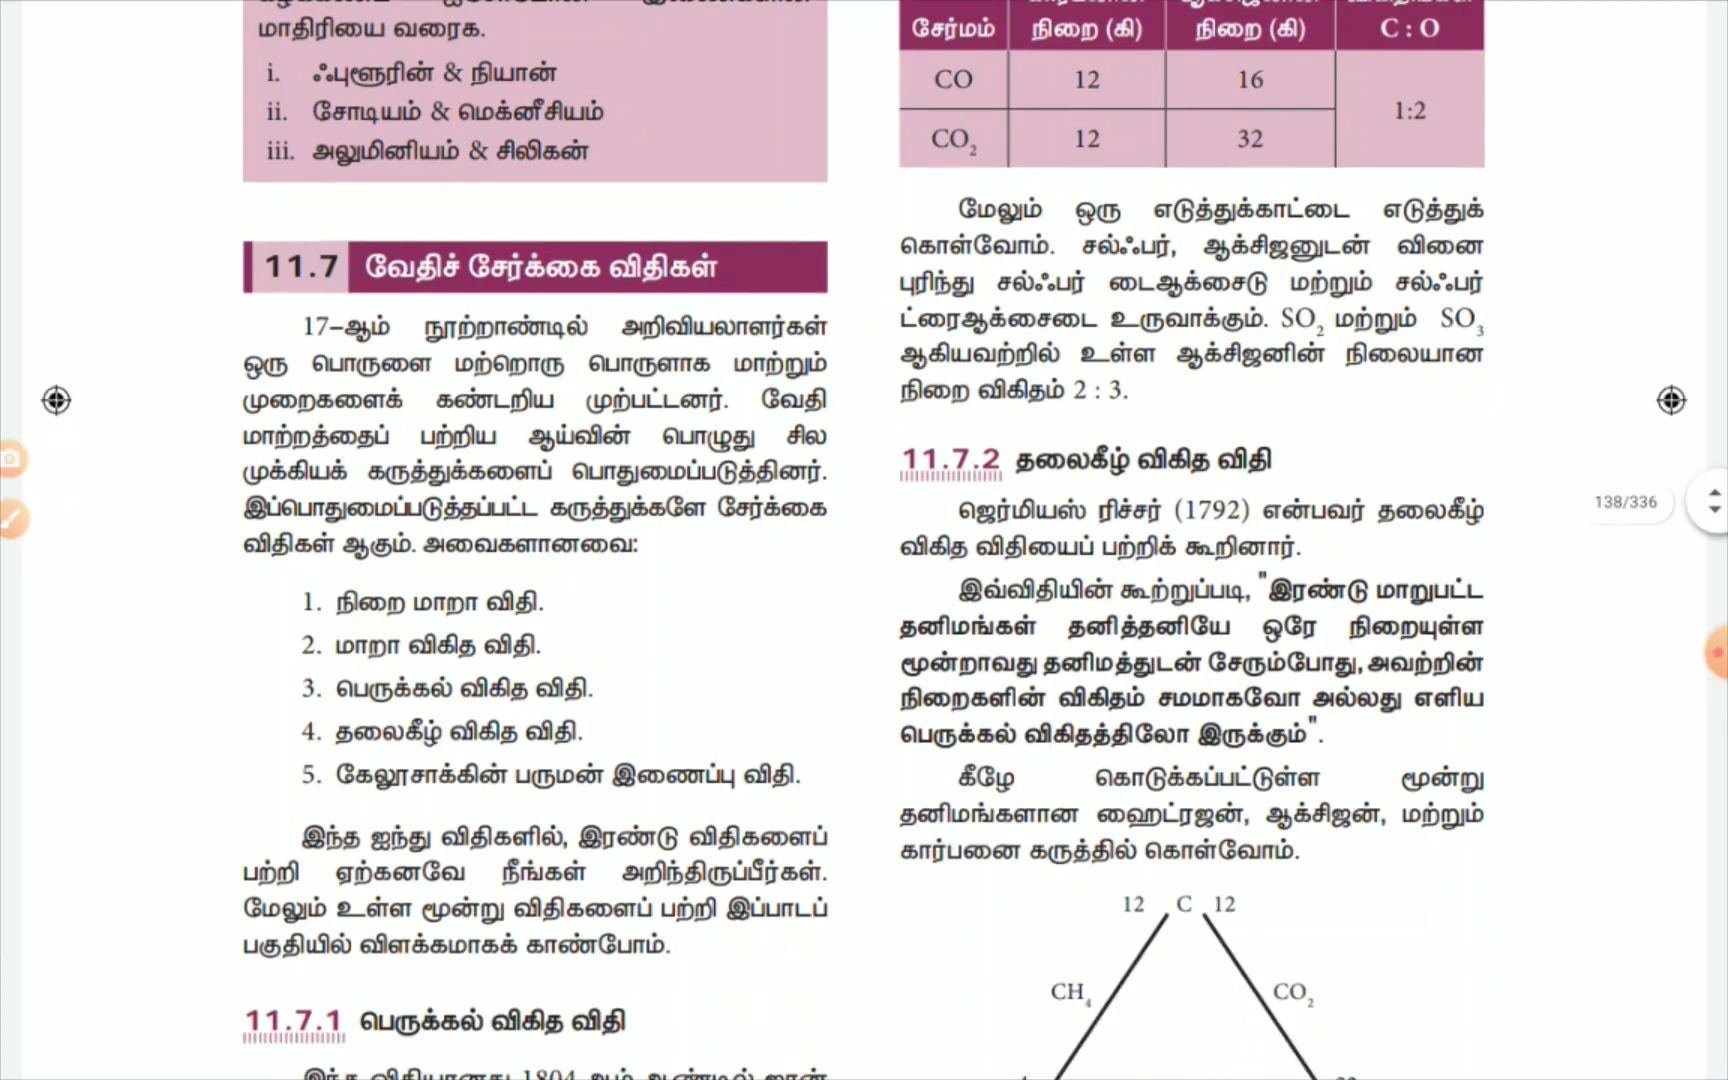 மாதிரியை வரைக.
i. ஃபுளூரின் & நியான்
ii. சோடியம் & மெக்னீசியம்
iii. அலுமினியம் & சிலிகன்
11.7 வேதிச் சேர்க்கை விதிகள்
17–ஆம் நூற்றாண்டில் அறிவியலாளர்கள்
ஒரு பொருளை மற்றொரு பொருளாக மாற்றும்
முறைகளைக் கண்டறிய முற்பட்டனர். வேதி
மாற்றத்தைப் பற்றிய ஆய்வின் பொழுது சில
முக்கியக் கருத்துக்களைப் பொதுமைப்படுத்தினர்.
இப்பொதுமைப்படுத்தப்பட்ட கருத்துக்களே சேர்க்கை
விதிகள் ஆகும். அவைகளானவை:
1. நிறை மாறா விதி.
2. மாறா விகித விதி.
3. பெருக்கல் விகித விதி.
4. தலைகீழ் விகித விதி.
5. கேலூசாக்கின் பருமன் இணைப்பு விதி.
இந்த ஐந்து விதிகளில், இரண்டு விதிகளைப்
பற்றி ஏற்கனவே நீங்கள் அறிந்திருப்பீர்கள்.
மேலும் உள்ள மூன்று விதிகளைப் பற்றி இப்பாடப்
பகுதியில் விளக்கமாகக் காண்போம்.
11.7.1 பெருக்கல் விகித விதி
சேர்மம் நிறை (கி) நிறை (கி) C : O
CO 12 16
1:2
CO₂ 12 32
மேலும் ஒரு எடுத்துக்காட்டை எடுத்துக்
கொள்வோம். சல்ஃபர், ஆக்சிஜனுடன் வினை
புரிந்து சல்ஃபர் டைஆக்சைடு மற்றும் சல்ஃபர்
ட்ரைஆக்சைடை உருவாக்கும். SO₂ மற்றும் SO₃
ஆகியவற்றில் உள்ள ஆக்சிஜனின் நிலையான
நிறை விகிதம் 2 : 3.
11.7.2 தலைகீழ் விகித விதி
ஜெர்மியஸ் ரிச்சர் (1792) என்பவர் தலைகீழ்
விகித விதியைப் பற்றிக் கூறினார்.
இவ்விதியின் கூற்றுப்படி, "இரண்டு மாறுபட்ட
தனிமங்கள் தனித்தனியே ஒரே நிறையுள்ள
மூன்றாவது தனிமத்துடன் சேரும்போது, அவற்றின்
நிறைகளின் விகிதம் சமமாகவோ அல்லது எளிய
பெருக்கல் விகிதத்திலோ இருக்கும்".
கீழே கொடுக்கப்பட்டுள்ள மூன்று
தனிமங்களான ஹைட்ரஜன், ஆக்சிஜன், மற்றும்
கார்பனை கருத்தில் கொள்வோம்.
12 C 12
CH₄ CO₂
138/336